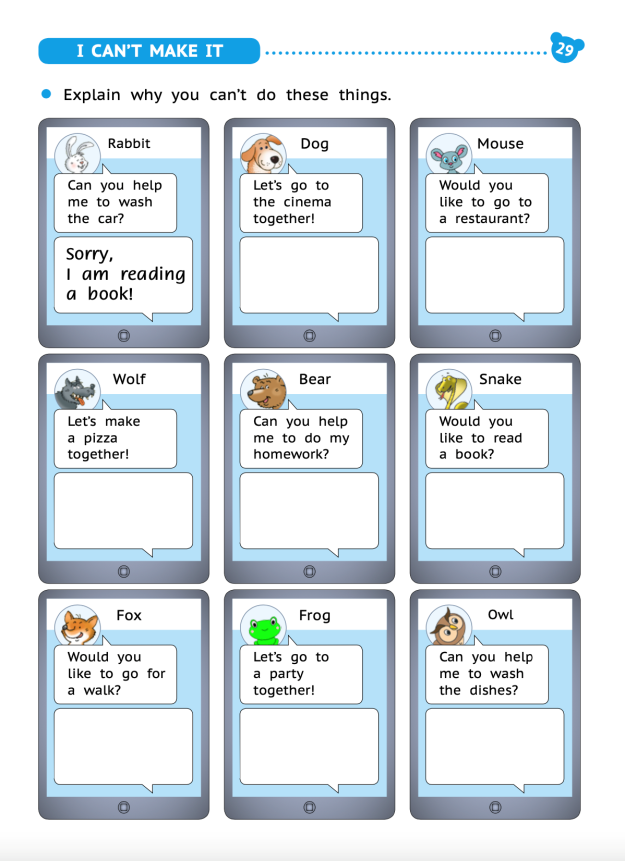 I CAN'T MAKE IT
29
Explain why you can't do these things.
Rabbit
Can you help
me to wash
the car?
Sorry,
I am reading
a book!
Dog
Let's go to
the cinema
together!
Mouse
Would you
like to go to
a restaurant?
Wolf
Let's make
a pizza
together!
Bear
Can you help
me to do my
homework?
Snake
Would you
like to read
a book?
Fox
Would you
like to go for
a walk?
Frog
Let's go to
a party
together!
Owl
Can you help
me to wash
the dishes?